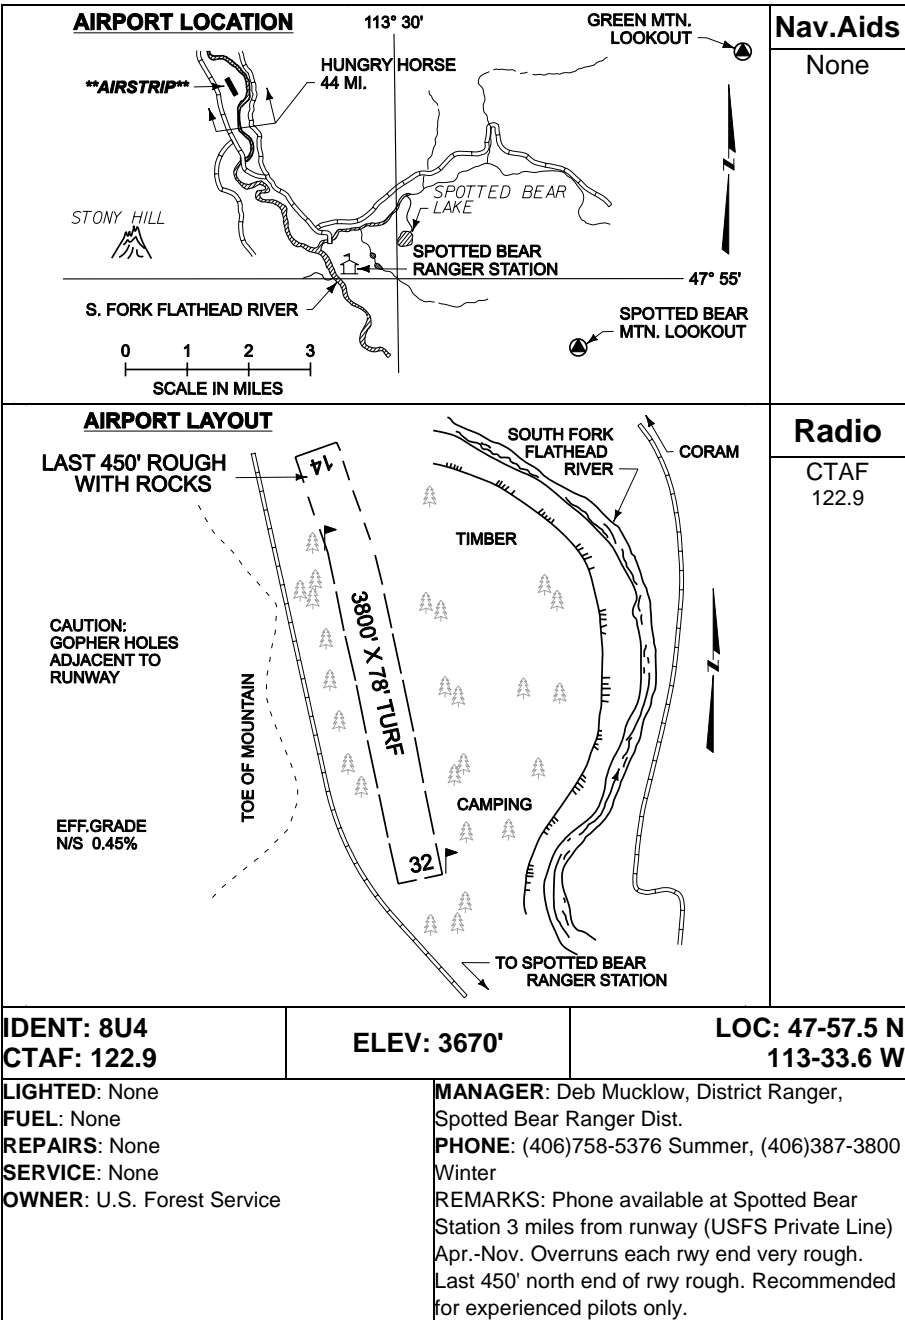 AIRPORT LOCATION
113° 30'
GREEN MTN.
LOOKOUT
Nav.Aids
None
**AIRSTRIP**
HUNGRY HORSE
44 MI.
N
STONY HILL
SPOTTED BEAR
LAKE
SPOTTED BEAR
RANGER STATION
47° 55'
S. FORK FLATHEAD RIVER
SPOTTED BEAR
MTN. LOOKOUT
0 1 2 3
SCALE IN MILES
AIRPORT LAYOUT
Radio
CTAF
122.9
LAST 450' ROUGH
WITH ROCKS
14
SOUTH FORK
FLATHEAD
RIVER
CORAM
TIMBER
CAUTION:
GOPHER HOLES
ADJACENT TO
RUNWAY
3800' X 78' TURF
N
TOE OF MOUNTAIN
CAMPING
EFF.GRADE
N/S 0.45%
32
TO SPOTTED BEAR
RANGER STATION
IDENT: 8U4
CTAF: 122.9
ELEV: 3670'
LOC: 47-57.5 N
113-33.6 W
LIGHTED: None
FUEL: None
REPAIRS: None
SERVICE: None
OWNER: U.S. Forest Service
MANAGER: Deb Mucklow, District Ranger,
Spotted Bear Ranger Dist.
PHONE: (406)758-5376 Summer, (406)387-3800
Winter
REMARKS: Phone available at Spotted Bear
Station 3 miles from runway (USFS Private Line)
Apr.-Nov. Overruns each rwy end very rough.
Last 450' north end of rwy rough. Recommended
for experienced pilots only.